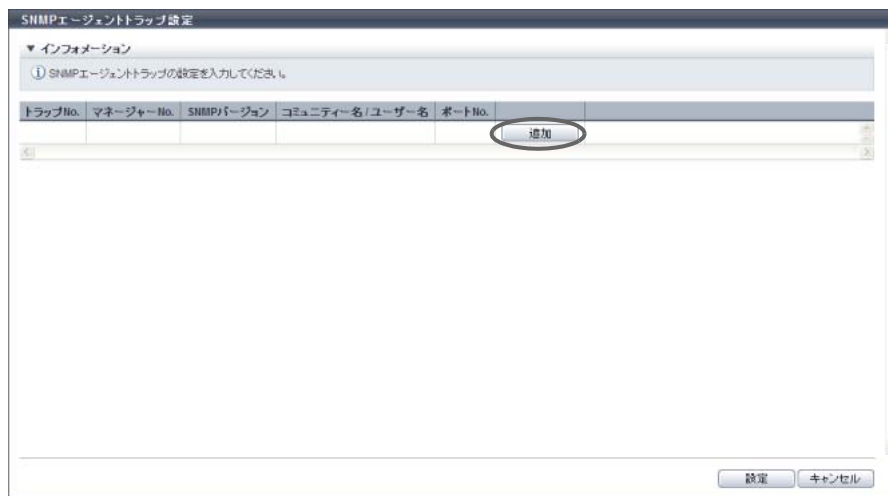 SNMPエージェントトラップ設定
▼ インフォメーション
SNMPエージェントトラップの設定を入力してください。
トラップNo. マネージャーNo. SNMPバージョン コミュニティー名/ユーザー名 ポートNo.
追加
設定 キャンセル